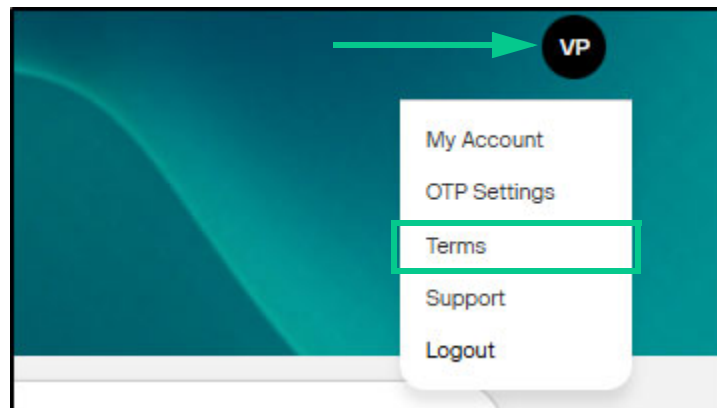 VP
My Account
OTP Settings
Terms
Support
Logout